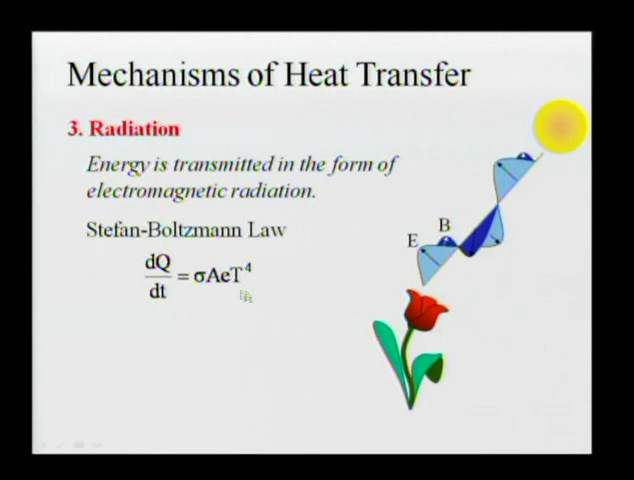 Mechanisms of Heat Transfer
3. Radiation
Energy is transmitted in the form of
electromagnetic radiation.
Stefan-Boltzmann Law
dQ/dt = σAeT⁴
E B